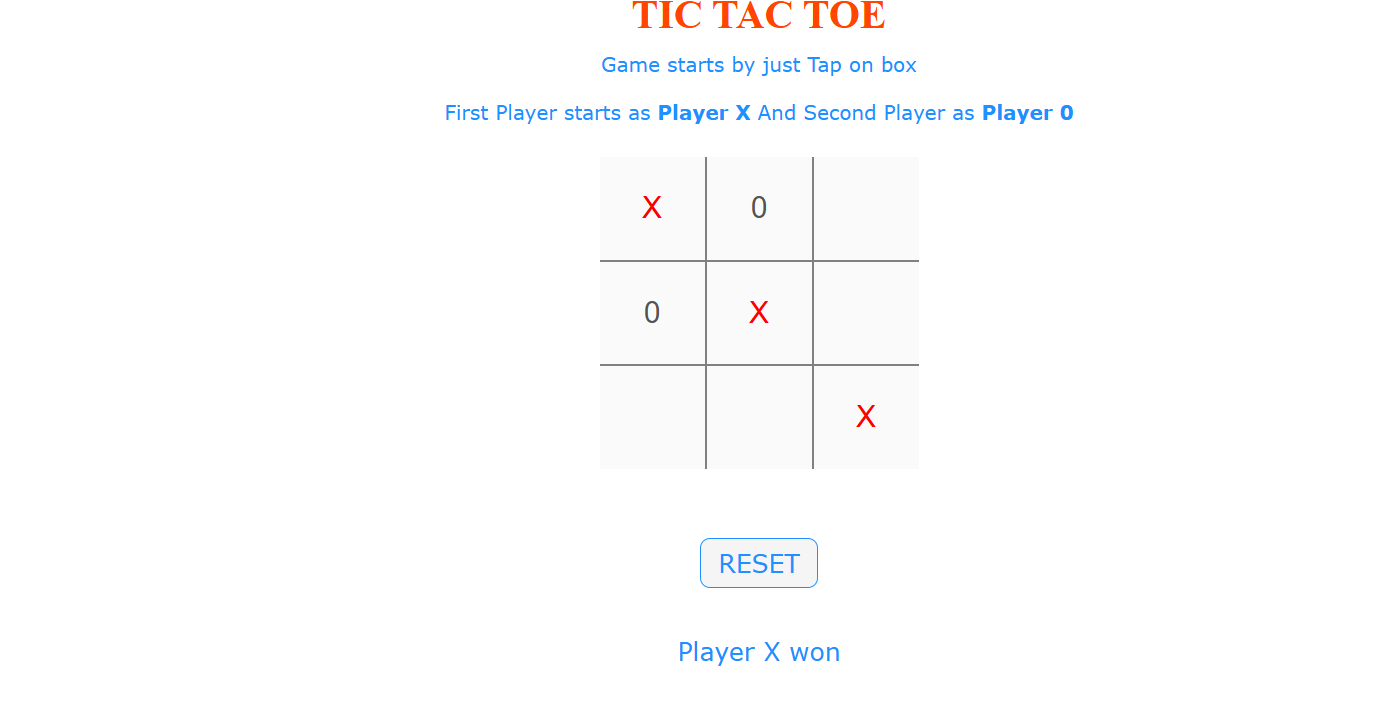 TIC TAC TOE
Game starts by just Tap on box
First Player starts as Player X And Second Player as Player 0
X 0
0 X
X
RESET
Player X won